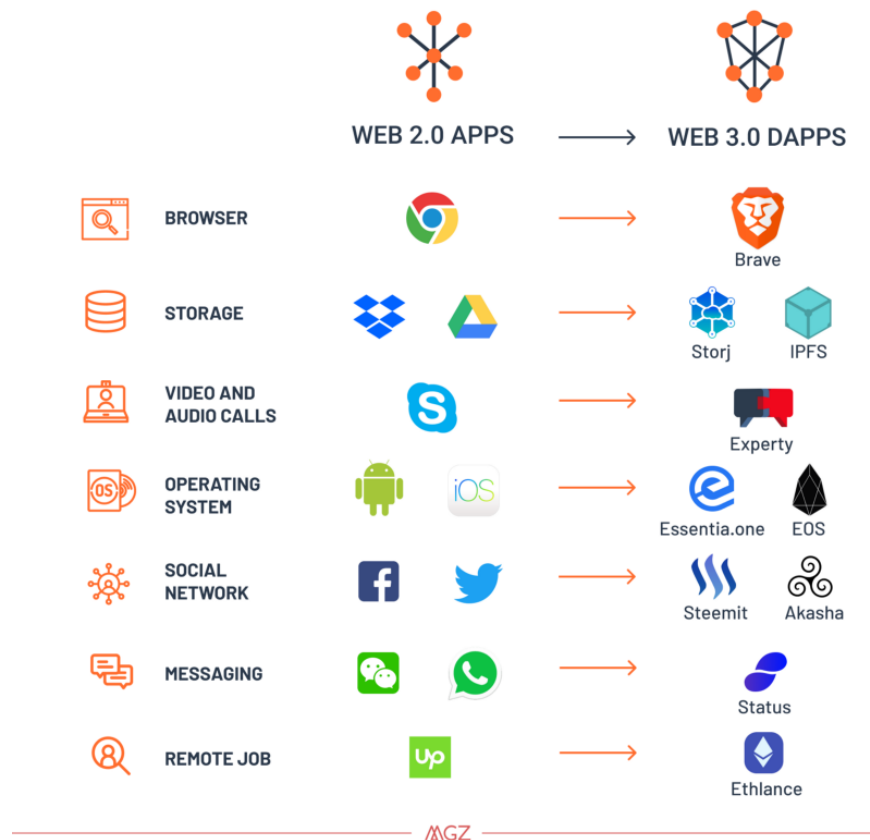 WEB 2.0 APPS
WEB 3.0 DAPPS
BROWSER
Brave
STORAGE
Storj
IPFS
VIDEO AND
AUDIO CALLS
S
Experty
OS
OPERATING
SYSTEM
iOS
Essentia.one
EOS
SOCIAL
NETWORK
f
Steemit
Akasha
MESSAGING
Status
REMOTE JOB
Up
Ethlance
MGZ